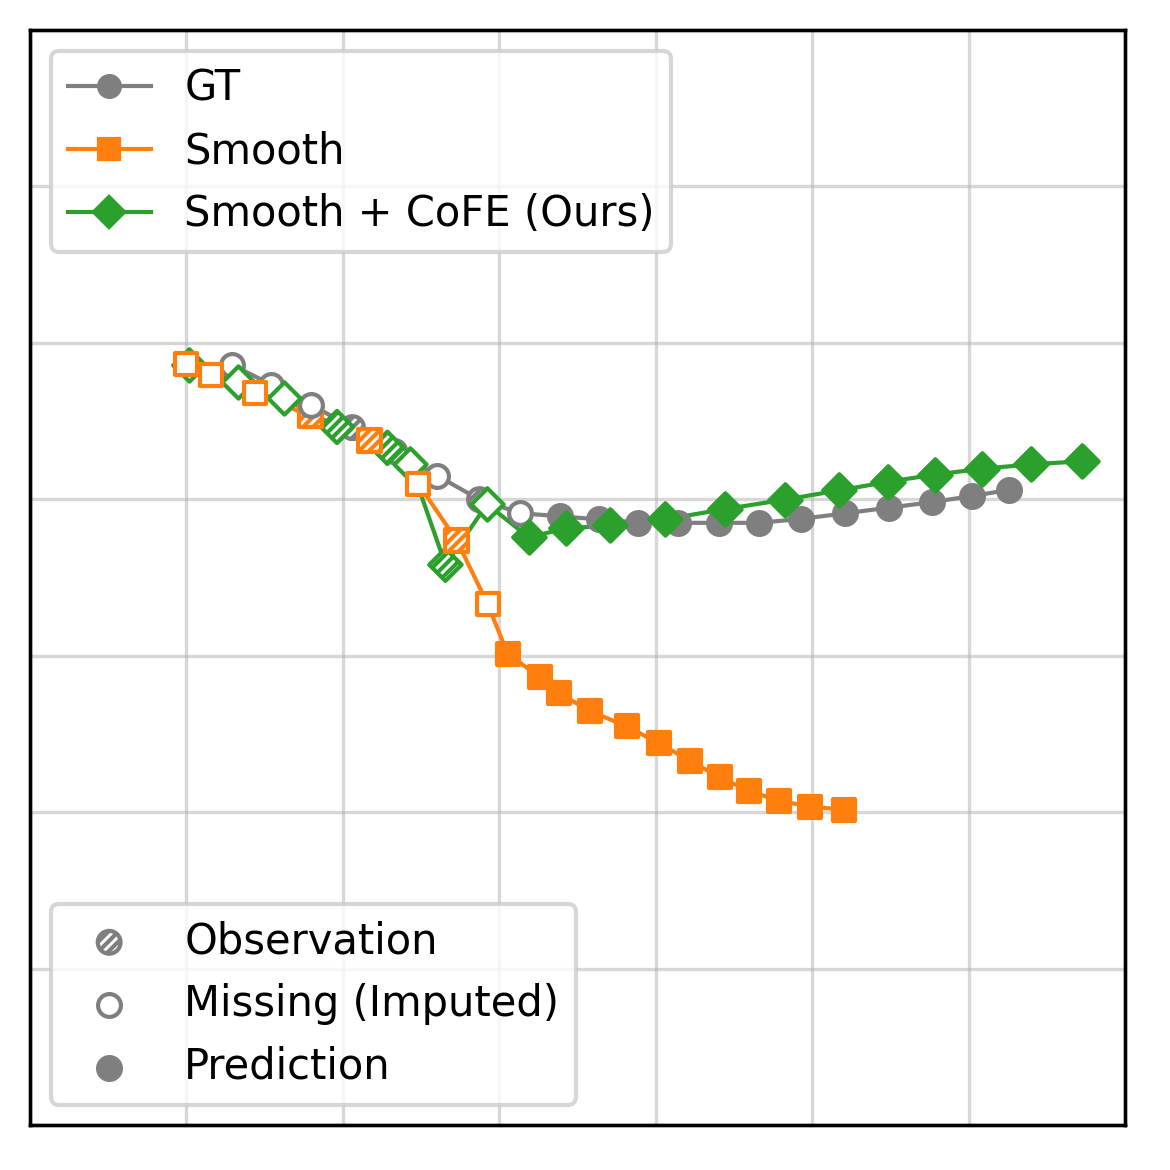 GT
Smooth
Smooth + CoFE (Ours)
Observation
Missing (Imputed)
Prediction